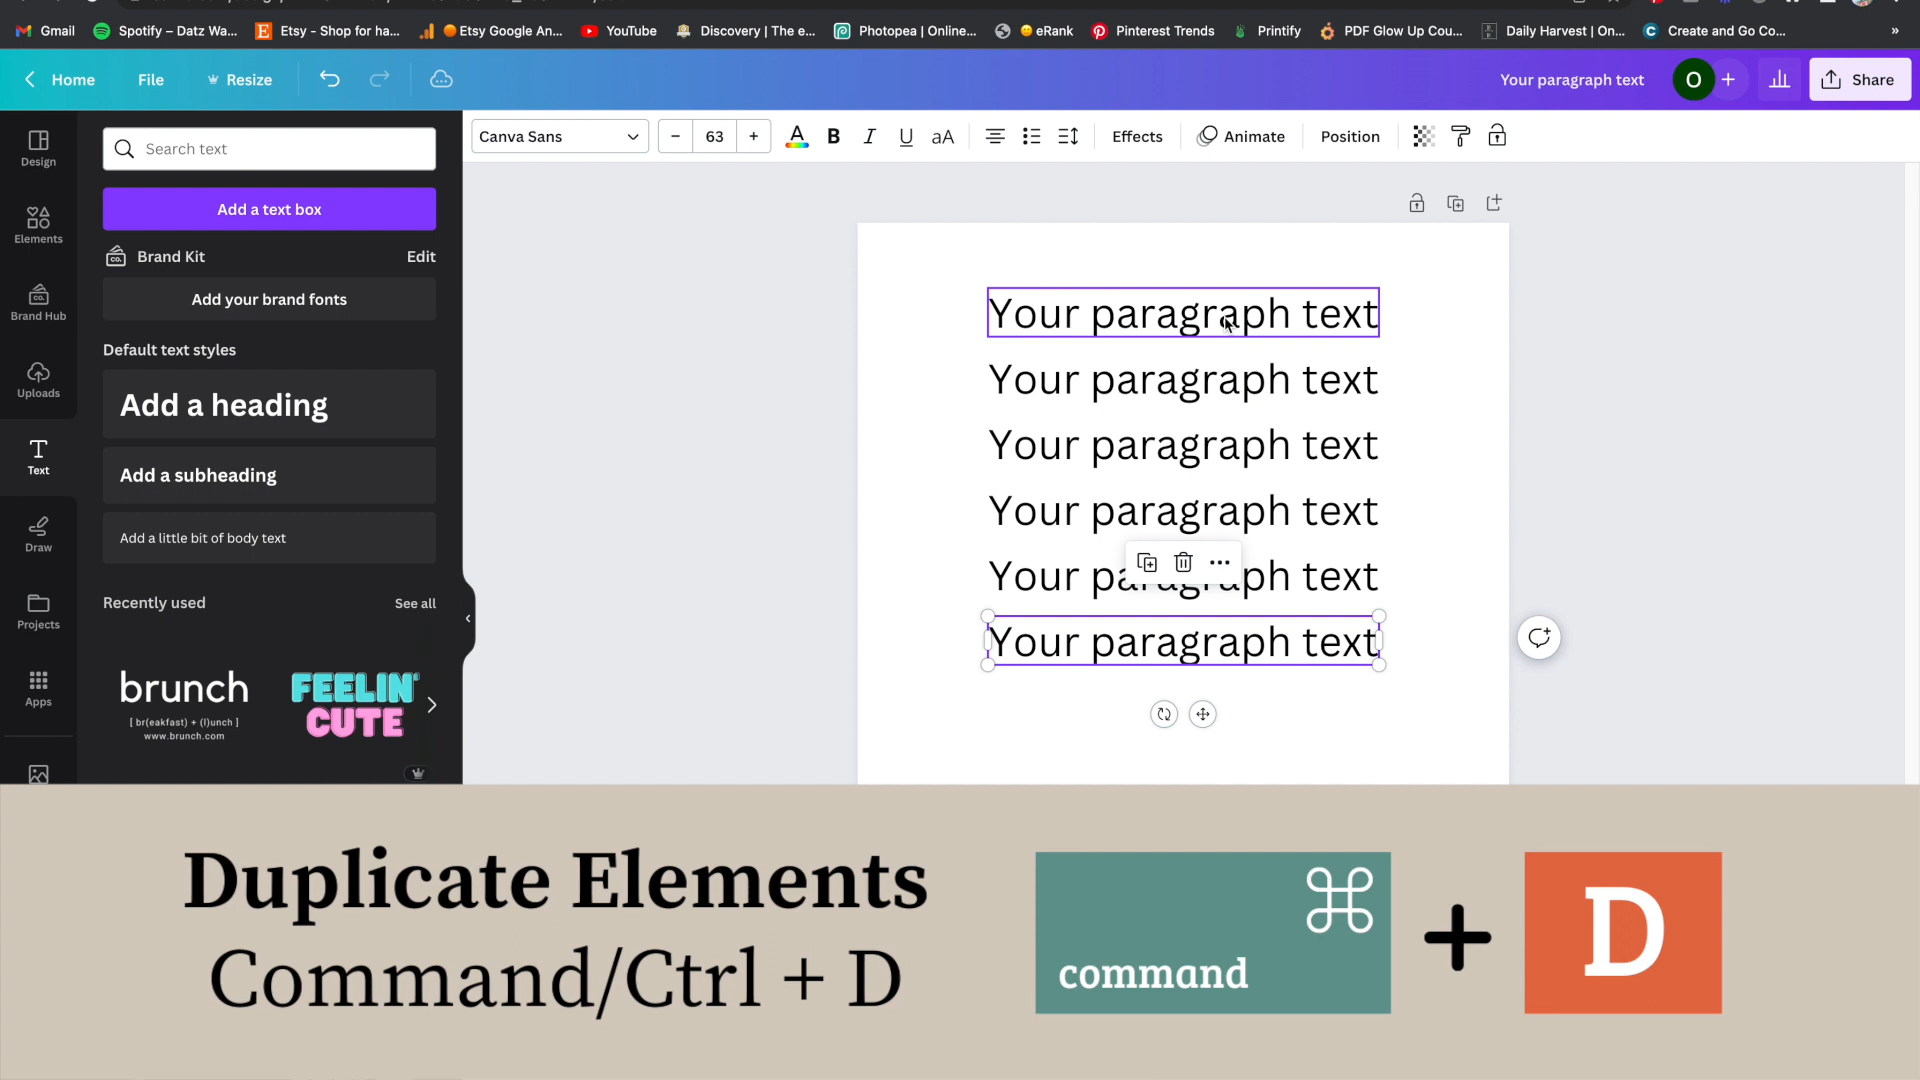 Gmail
Spotify – Datz Wa...
Etsy - Shop for ha...
Etsy Google An...
YouTube
Discovery | The e...
Photopea | Online...
eRank
Pinterest Trends
Printify
PDF Glow Up Cou...
Daily Harvest | On...
Create and Go Co...
»
Home
File
Resize
Your paragraph text
O
+
Share
Design
Elements
Brand Hub
Uploads
Text
Draw
Projects
Apps
Search text
Add a text box
Brand Kit
Edit
Add your brand fonts
Default text styles
Add a heading
Add a subheading
Add a little bit of body text
Recently used
See all
brunch
[ br(eakfast) + (l)unch ]
www.brunch.com
FEELIN'
CUTE
Canva Sans
− 63 +
A B I U aA
Effects
Animate
Position
Your paragraph text
Your paragraph text
Your paragraph text
Your paragraph text
Your paragraph text
Your paragraph text
Duplicate Elements
Command/Ctrl + D
⌘
command
+
D